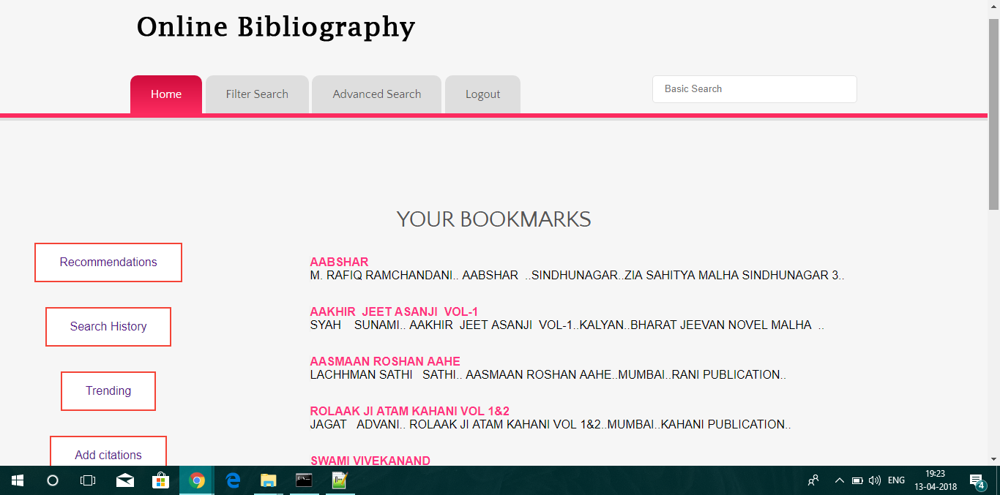 Online Bibliography
Home Filter Search Advanced Search Logout Basic Search
YOUR BOOKMARKS
Recommendations
Search History
Trending
Add citations
AABSHAR
M. RAFIQ RAMCHANDANI.. AABSHAR  ..SINDHUNAGAR..ZIA SAHITYA MALHA SINDHUNAGAR 3..
AAKHIR  JEET ASANJI  VOL-1
SYAH    SUNAMI.. AAKHIR  JEET ASANJI  VOL-1..KALYAN..BHARAT JEEVAN NOVEL MALHA  ..
AASMAAN ROSHAN AAHE
LACHHMAN SATHI   SATHI.. AASMAAN ROSHAN AAHE..MUMBAI..RANI PUBLICATION..
ROLAAK JI ATAM KAHANI VOL 1&2
JAGAT   ADVANI.. ROLAAK JI ATAM KAHANI VOL 1&2..MUMBAI..KAHANI PUBLICATION..
SWAMI VIVEKANAND
ENG
19:23
13-04-2018
4